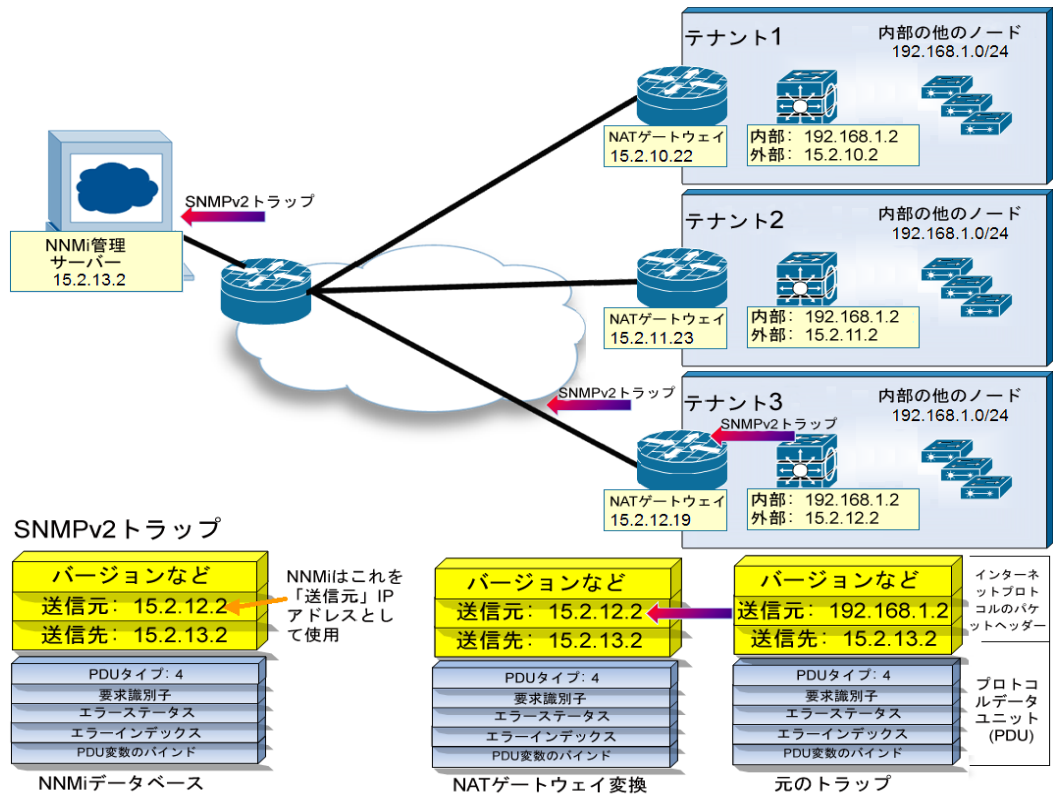 テナント1
内部の他のノード
192.168.1.0/24
NATゲートウェイ
15.2.10.22
内部: 192.168.1.2
外部: 15.2.10.2
SNMPv2トラップ
NNMi管理
サーバー
15.2.13.2
テナント2
内部の他のノード
192.168.1.0/24
NATゲートウェイ
15.2.11.23
内部: 192.168.1.2
外部: 15.2.11.2
SNMPv2トラップ
テナント3
内部の他のノード
192.168.1.0/24
SNMPv2トラップ
NATゲートウェイ
15.2.12.19
内部: 192.168.1.2
外部: 15.2.12.2
SNMPv2トラップ
バージョンなど
送信元: 15.2.12.2
送信先: 15.2.13.2
NNMiはこれを
「送信元」IP
アドレスとし
て使用
PDUタイプ: 4
要求識別子
エラーステータス
エラーインデックス
PDU変数のバインド
NNMiデータベース
バージョンなど
送信元: 15.2.12.2
送信先: 15.2.13.2
PDUタイプ: 4
要求識別子
エラーステータス
エラーインデックス
PDU変数のバインド
NATゲートウェイ変換
バージョンなど
送信元: 192.168.1.2
送信先: 15.2.13.2
PDUタイプ: 4
要求識別子
エラーステータス
エラーインデックス
PDU変数のバインド
元のトラップ
インターネ
ットプロト
コルのパケ
ットヘッダー
プロトコ
ルデータ
ユニット
(PDU)